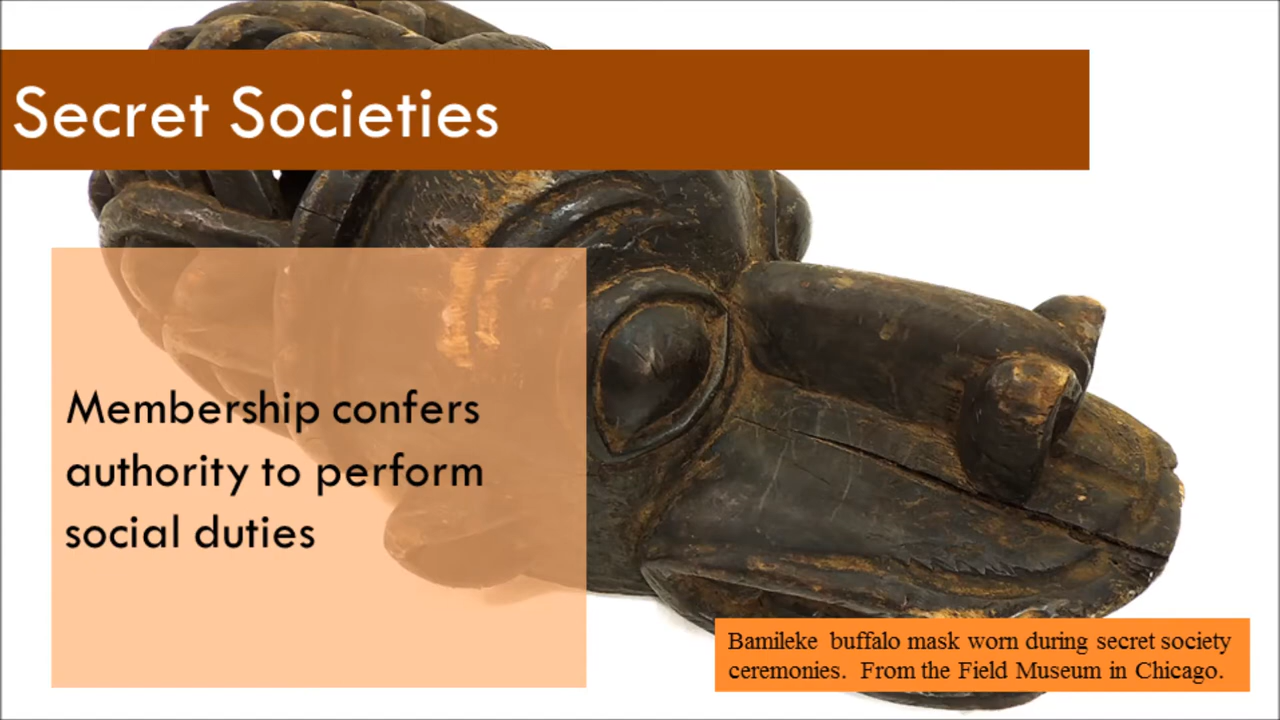 Secret Societies
Membership confers
authority to perform
social duties
Bamileke buffalo mask worn during secret society
ceremonies. From the Field Museum in Chicago.